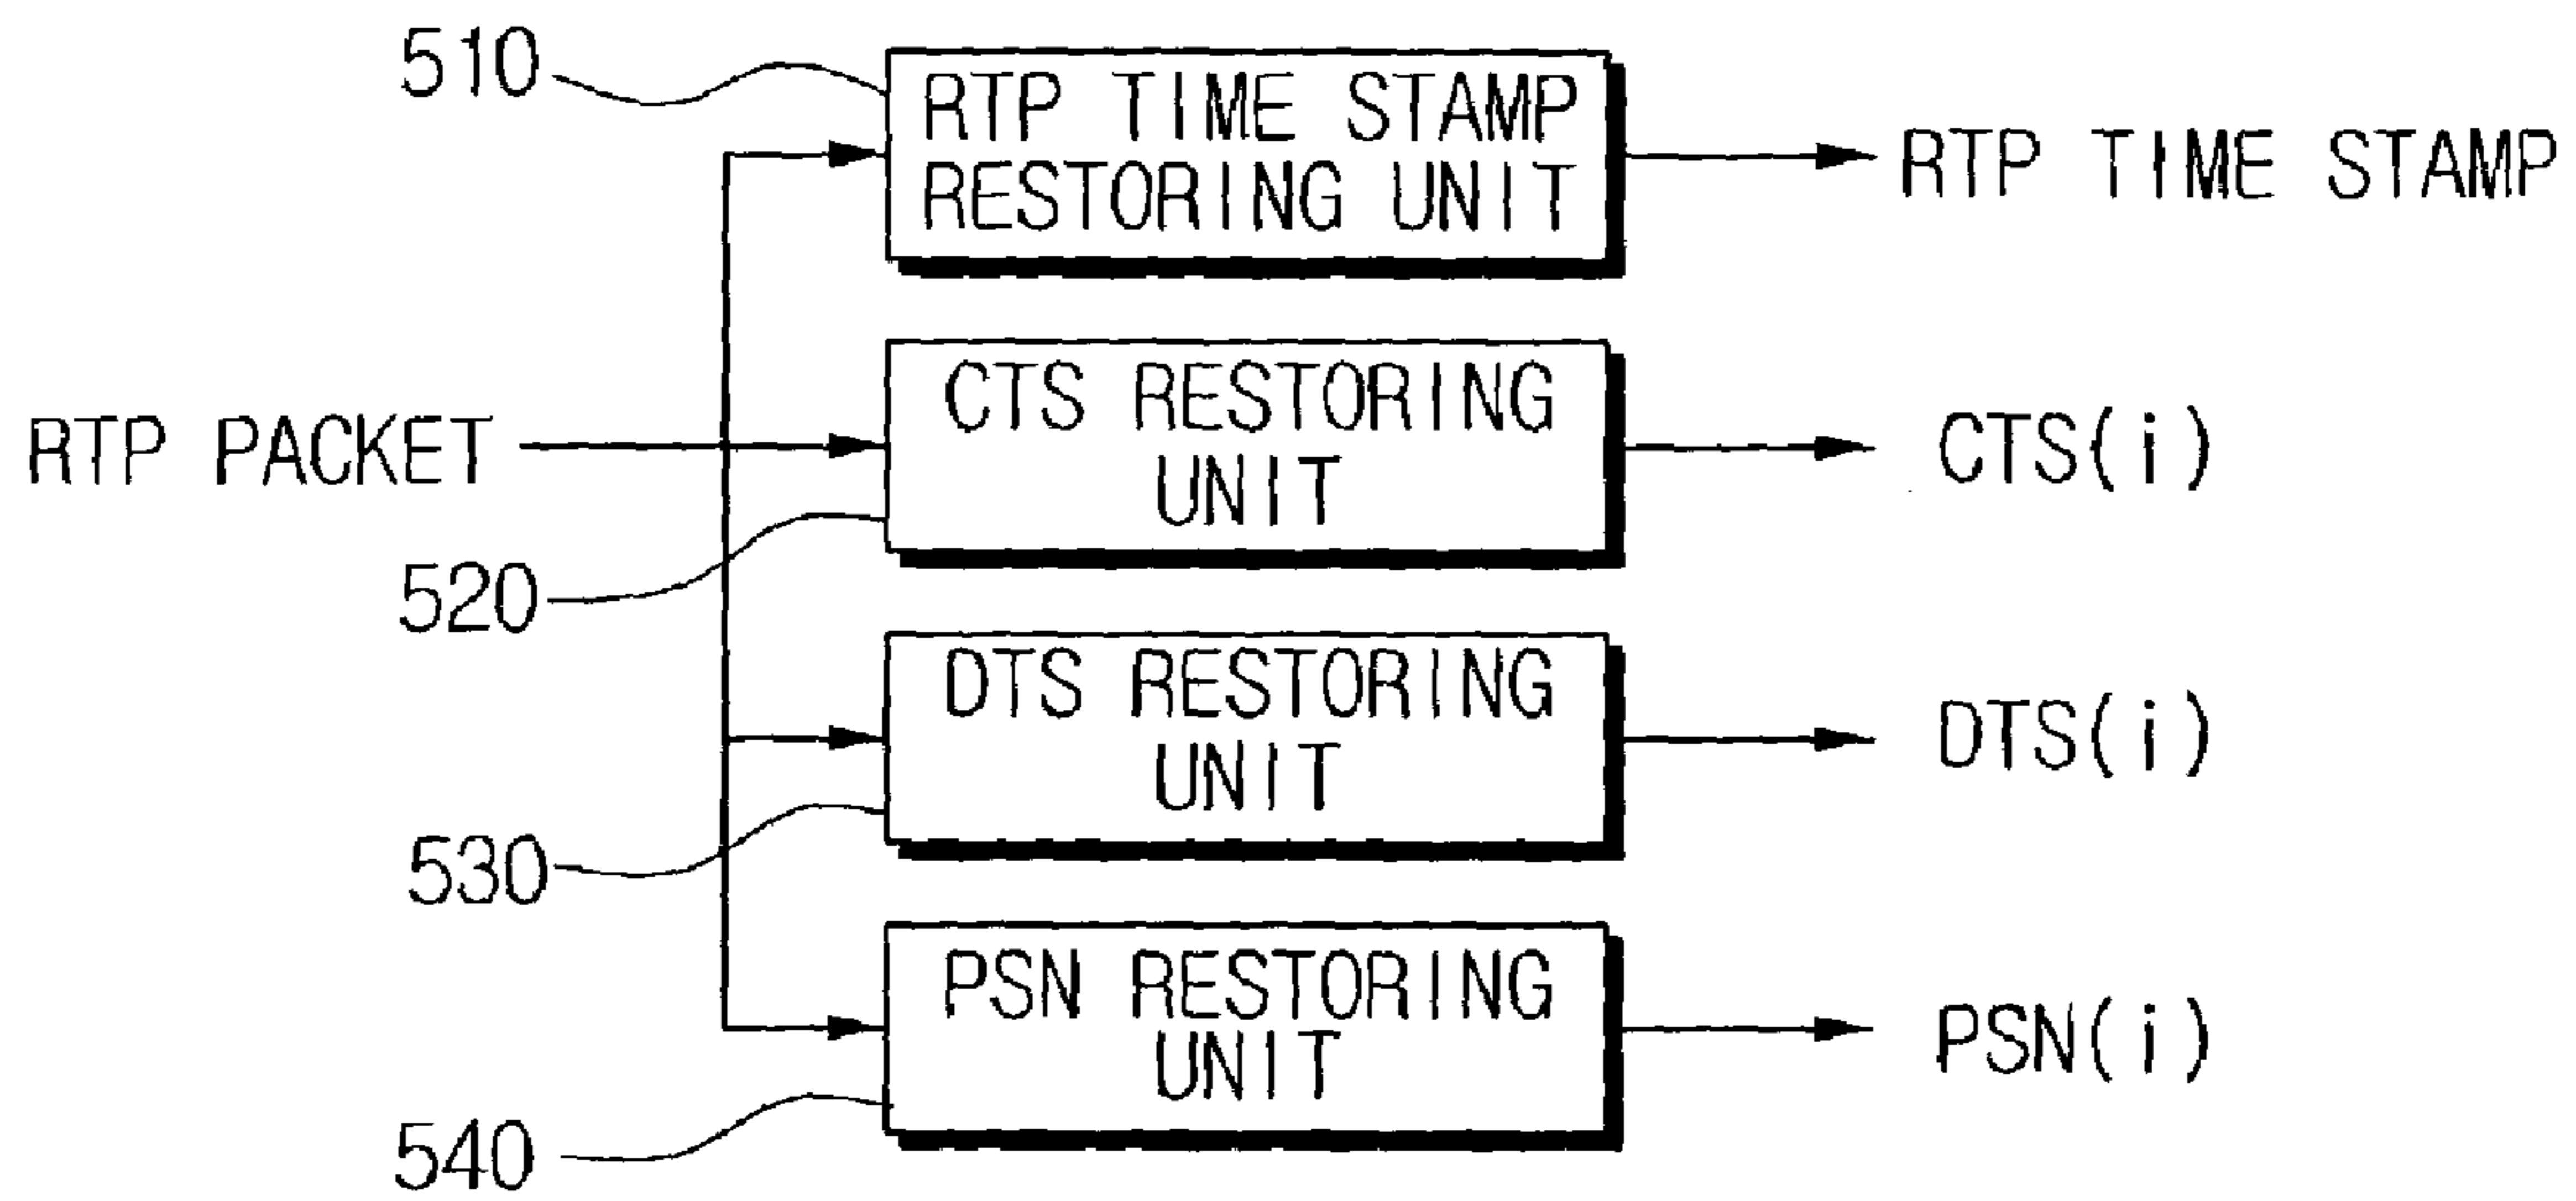 510
RTP TIME STAMP
RESTORING UNIT
RTP TIME STAMP
RTP PACKET
CTS RESTORING
UNIT
CTS(i)
520
DTS RESTORING
UNIT
DTS(i)
530
PSN RESTORING
UNIT
PSN(i)
540